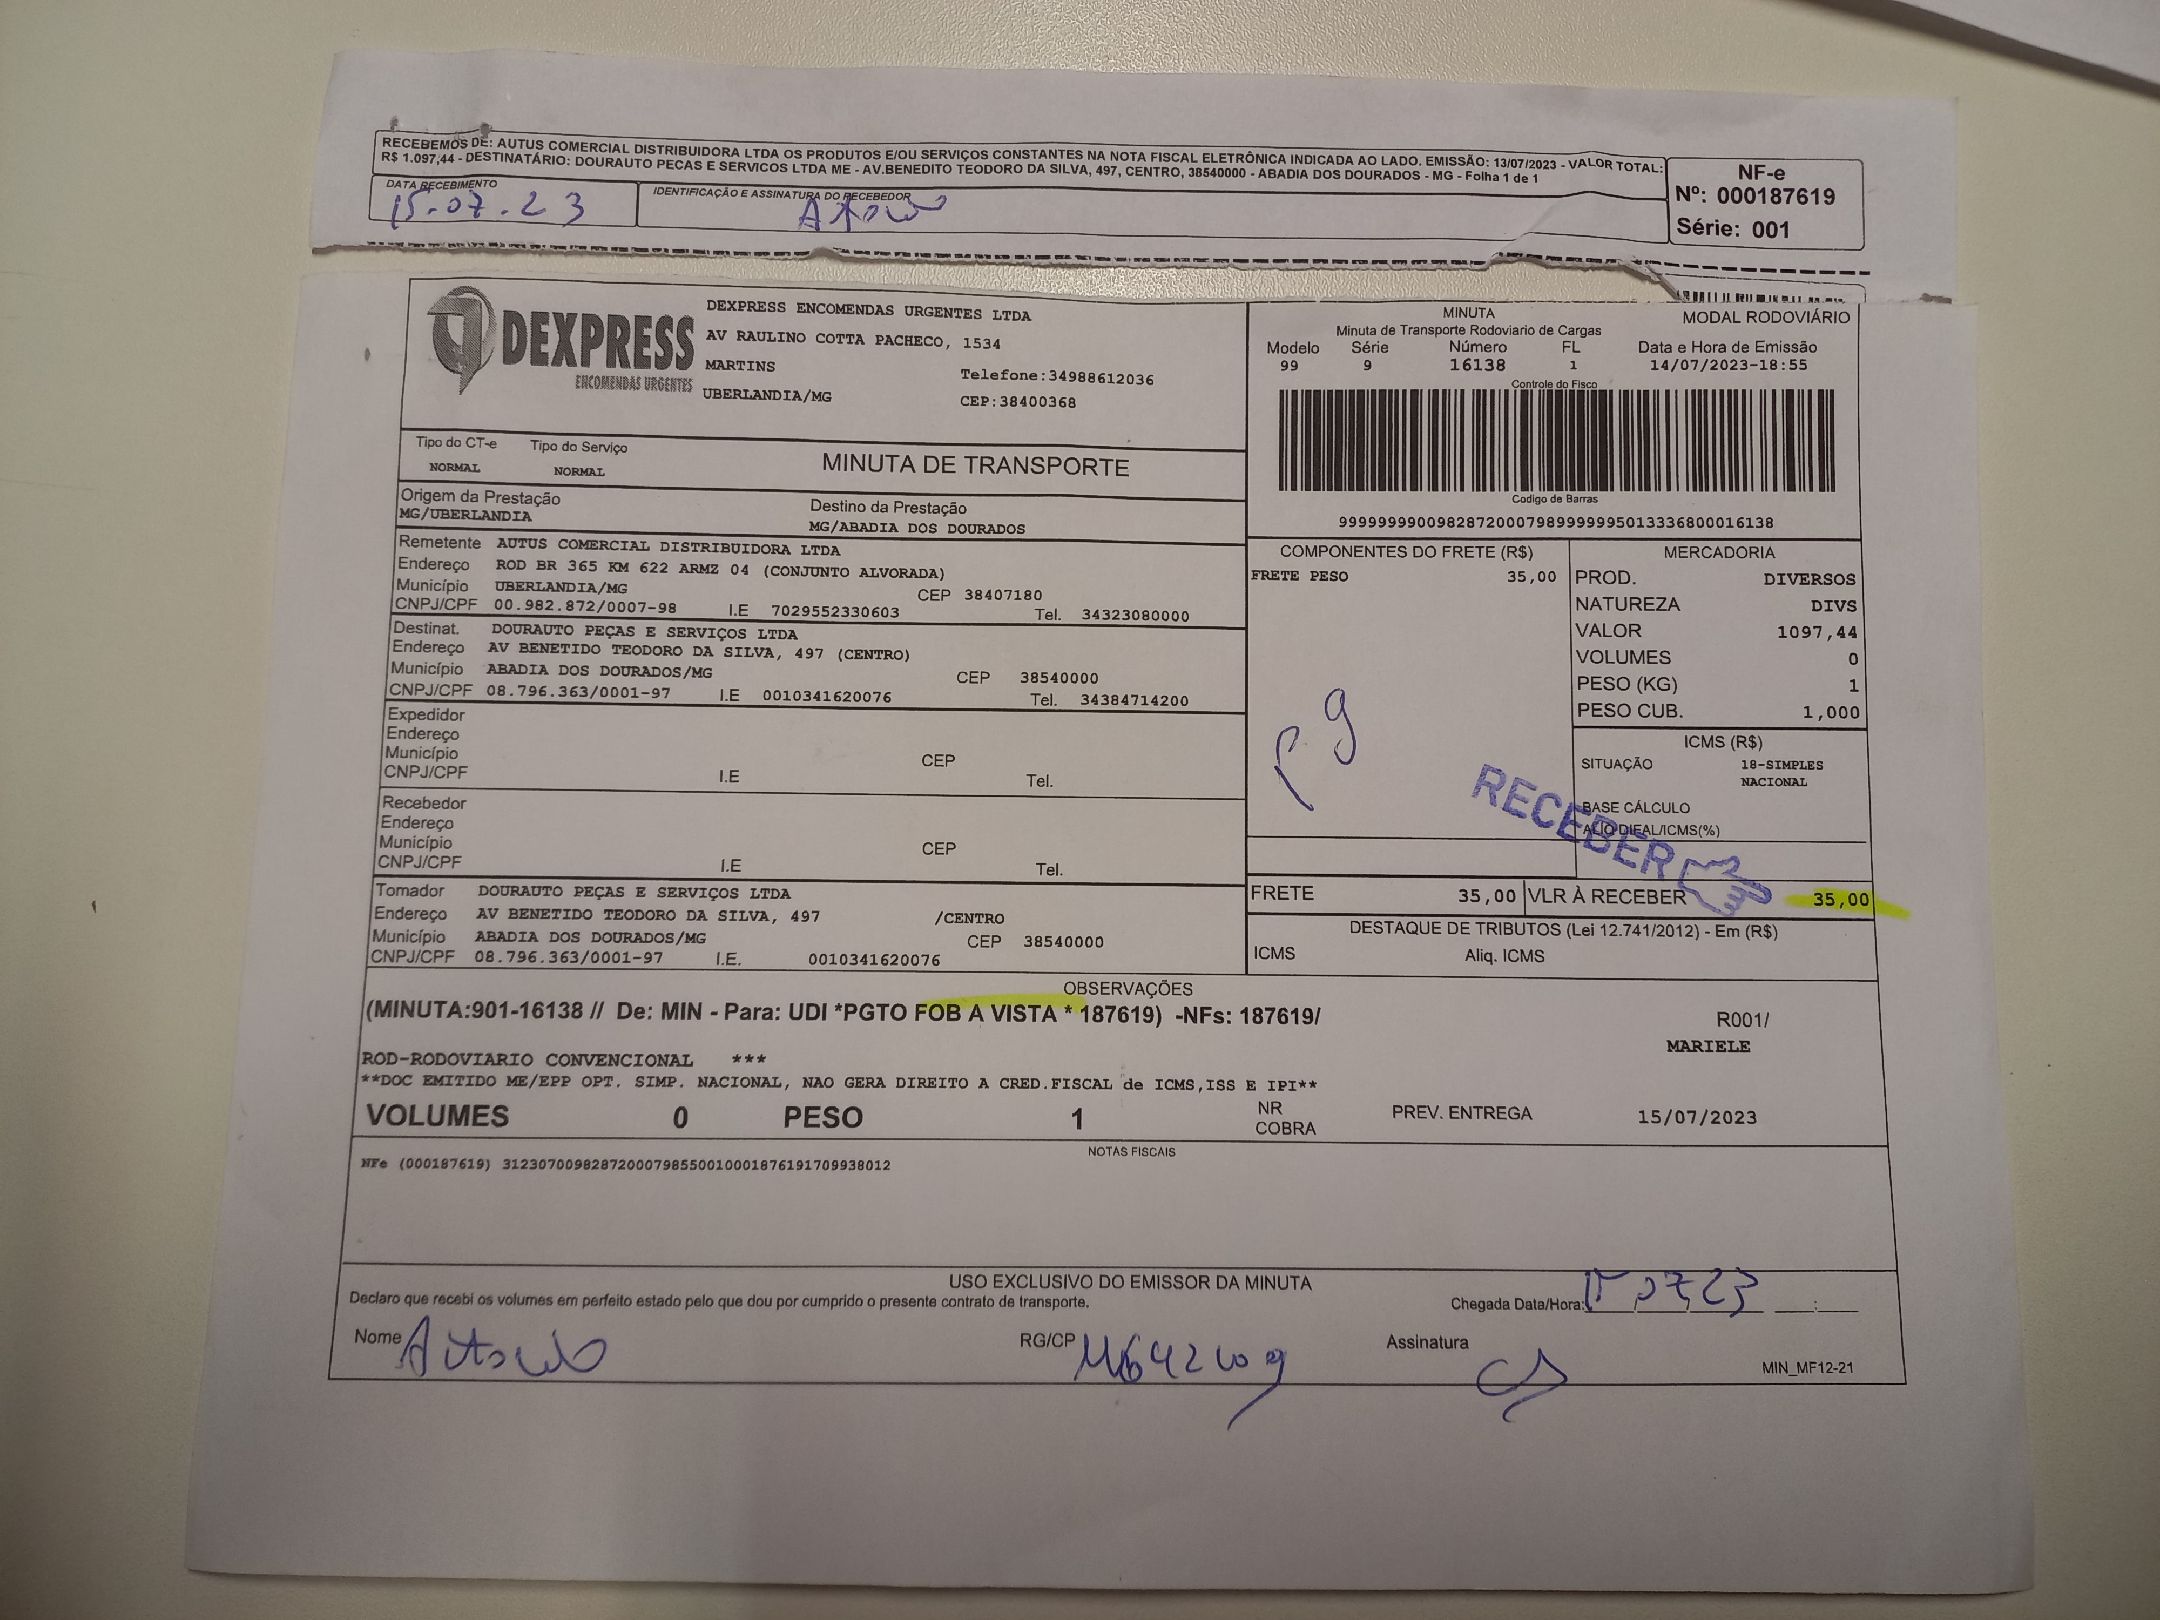 RECEBEMOS DE: AUTUS COMERCIAL DISTRIBUIDORA LTDA OS PRODUTOS E/OU SERVIÇOS CONSTANTES NA NOTA FISCAL ELETRÔNICA INDICADA AO LADO. EMISSÃO: 13/07/2023 - VALOR TOTAL:
R$ 1.097,44 - DESTINATÁRIO: DOURAUTO PECAS E SERVICOS LTDA ME - AV.BENEDITO TEODORO DA SILVA, 497, CENTRO, 38540000 - ABADIA DOS DOURADOS - MG - Folha 1 de 1
DATA RECEBIMENTO
15.07.23
IDENTIFICAÇÃO E ASSINATURA DO RECEBEDOR
NF-e
Nº: 000187619
Série: 001
DEXPRESS
ENCOMENDAS URGENTES
DEXPRESS ENCOMENDAS URGENTES LTDA
AV RAULINO COTTA PACHECO, 1534
MARTINS Telefone:34988612036
UBERLANDIA/MG CEP:38400368
MINUTA MODAL RODOVIÁRIO
Minuta de Transporte Rodoviario de Cargas
Modelo Série Número FL Data e Hora de Emissão
99 9 16138 1 14/07/2023-18:55
Controle do Fisco
Codigo de Barras
99999999009828720007989999995013336800016138
Tipo do CT-e Tipo do Serviço
NORMAL NORMAL
MINUTA DE TRANSPORTE
Origem da Prestação Destino da Prestação
MG/UBERLANDIA MG/ABADIA DOS DOURADOS
Remetente AUTUS COMERCIAL DISTRIBUIDORA LTDA
Endereço ROD BR 365 KM 622 ARMZ 04 (CONJUNTO ALVORADA)
Município UBERLANDIA/MG CEP 38407180
CNPJ/CPF 00.982.872/0007-98 I.E 7029552330603 Tel. 34323080000
Destinat. DOURAUTO PEÇAS E SERVIÇOS LTDA
Endereço AV BENETIDO TEODORO DA SILVA, 497 (CENTRO)
Município ABADIA DOS DOURADOS/MG CEP 38540000
CNPJ/CPF 08.796.363/0001-97 I.E 0010341620076 Tel. 34384714200
Expedidor
Endereço
Município CEP
CNPJ/CPF I.E Tel.
Recebedor
Endereço
Município CEP
CNPJ/CPF I.E Tel.
Tomador DOURAUTO PEÇAS E SERVIÇOS LTDA
Endereço AV BENETIDO TEODORO DA SILVA, 497 /CENTRO
Município ABADIA DOS DOURADOS/MG CEP 38540000
CNPJ/CPF 08.796.363/0001-97 I.E. 0010341620076
COMPONENTES DO FRETE (R$)
FRETE PESO 35,00
Pg
MERCADORIA
PROD. DIVERSOS
NATUREZA DIVS
VALOR 1097,44
VOLUMES 0
PESO (KG) 1
PESO CUB. 1,000
ICMS (R$)
SITUAÇÃO 18-SIMPLES
NACIONAL
BASE CÁLCULO
ALIQ DIFAL/ICMS(%)
RECEBER
FRETE 35,00 VLR À RECEBER 35,00
DESTAQUE DE TRIBUTOS (Lei 12.741/2012) - Em (R$)
ICMS Aliq. ICMS
OBSERVAÇÕES
(MINUTA:901-16138 // De: MIN - Para: UDI *PGTO FOB A VISTA * 187619) -NFs: 187619/
R001/
MARIELE
ROD-RODOVIARIO CONVENCIONAL ***
**DOC EMITIDO ME/EPP OPT. SIMP. NACIONAL, NAO GERA DIREITO A CRED.FISCAL de ICMS,ISS E IPI**
VOLUMES 0 PESO 1 NR COBRA PREV. ENTREGA 15/07/2023
NOTAS FISCAIS
NFe (000187619) 31230700982872000798550010001876191709938012
USO EXCLUSIVO DO EMISSOR DA MINUTA
Declaro que recebi os volumes em perfeito estado pelo que dou por cumprido o presente contrato de transporte.
Chegada Data/Hora: 15 07 23
Nome
RG/CP
Assinatura
MIN_MF12-21